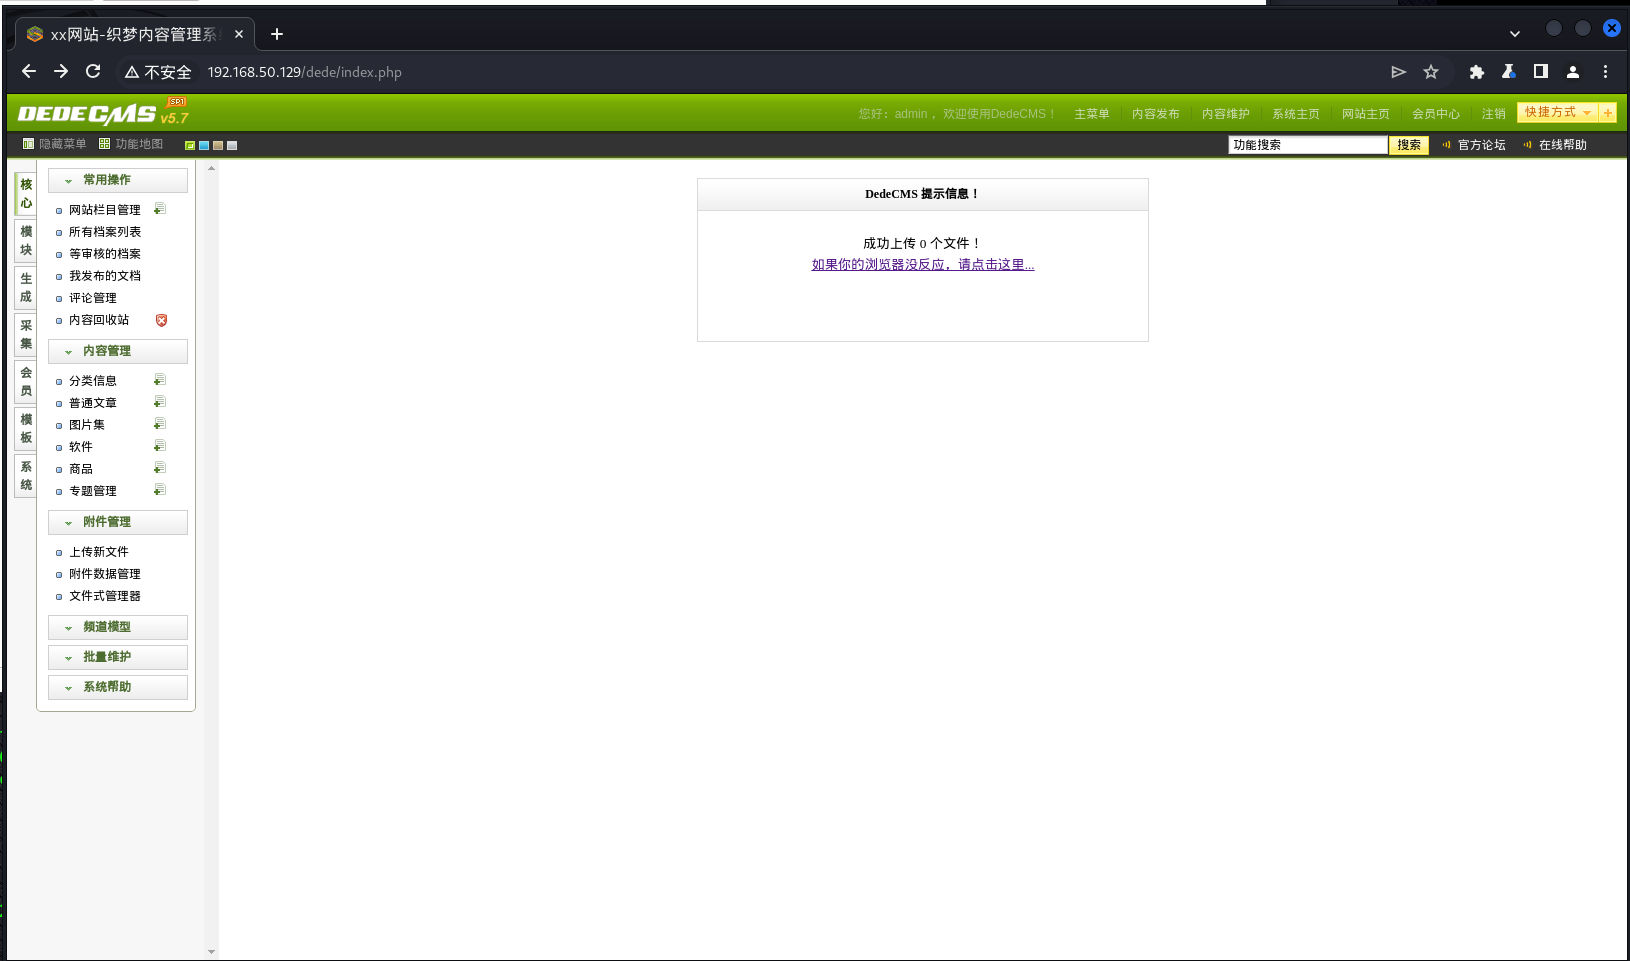 xx网站-织梦内容管理系
不安全 192.168.50.129/dede/index.php
DEDECMS v5.7 SP1
您好：admin ，欢迎使用DedeCMS！ 主菜单 内容发布 内容维护 系统主页 网站主页 会员中心 注销 快捷方式
隐藏菜单 功能地图 功能搜索 搜索 官方论坛 在线帮助
核心
模块
生成
采集
会员
模板
系统
常用操作
网站栏目管理
所有档案列表
等审核的档案
我发布的文档
评论管理
内容回收站
内容管理
分类信息
普通文章
图片集
软件
商品
专题管理
附件管理
上传新文件
附件数据管理
文件式管理器
频道模型
批量维护
系统帮助
DedeCMS 提示信息！
成功上传 0 个文件！
如果你的浏览器没反应，请点击这里...